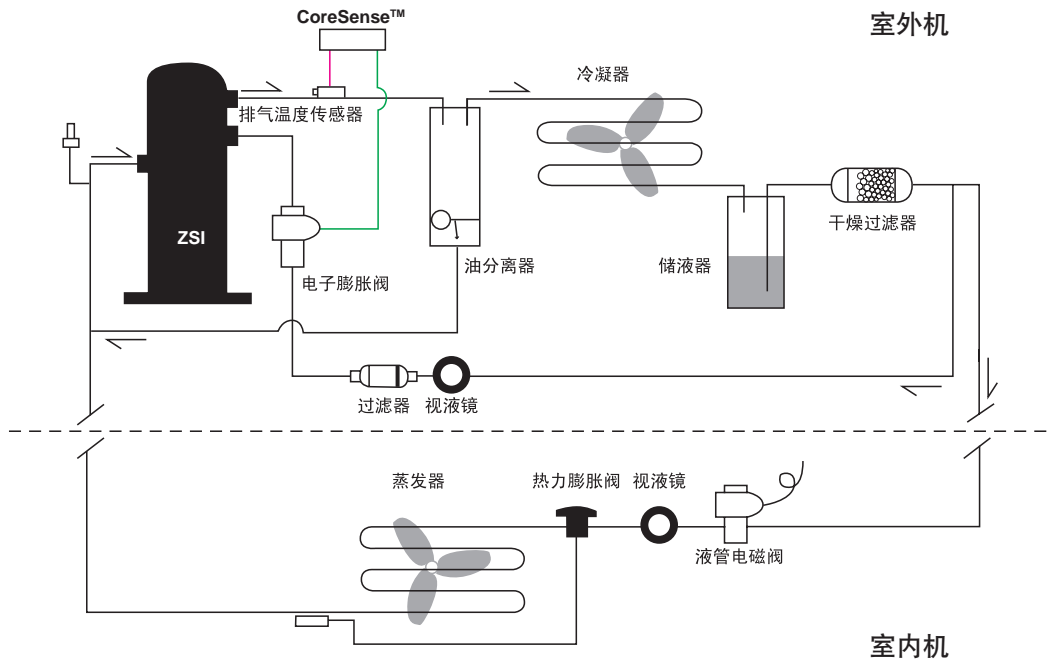 CoreSense™
室外机
冷凝器
排气温度传感器
干燥过滤器
ZSI
油分离器
储液器
电子膨胀阀
过滤器
视液镜
蒸发器
热力膨胀阀
视液镜
液管电磁阀
室内机